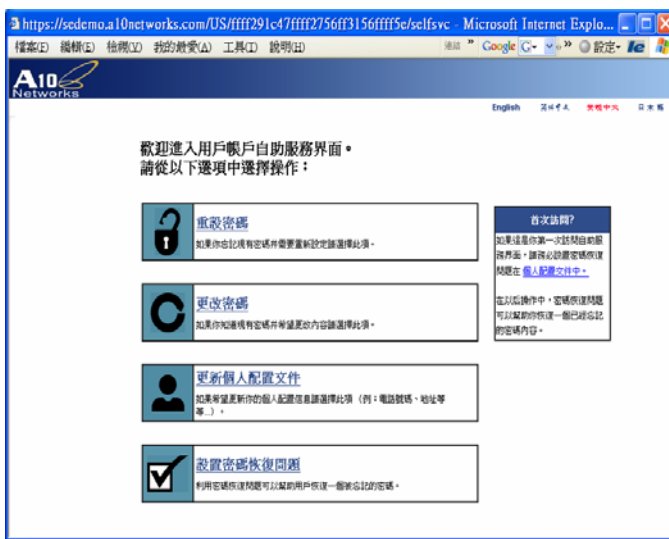 https://sedemo.a10networks.com/US/ffff291c47ffff2756ff3156ffff5e/selfsvc - Microsoft Internet Explo...
檔案(F) 編輯(E) 檢視(V) 我的最愛(A) 工具(T) 說明(H) 連結 » Google G 設定
A10 Networks
English 繁體中文 日本語
歡迎進入用戶帳戶自助服務界面。
請從以下選項中選擇操作：
重設密碼
如果你忘記現有密碼并需要重新設定請選擇此項。
更改密碼
如果你知道現有密碼并希望更改內容請選擇此項。
更新個人配置文件
如果希望更新你的個人配置信息請選擇此項（例：電話號碼、地址等
等...）。
設置密碼恢復問題
利用密碼恢復問題可以幫助用戶恢復一個被忘記的密碼。
首次訪問?
如果這是你第一次訪問自助服
務界面，請務必設置密碼恢復
問題在 個人配置文件中。
在以后操作中，密碼恢復問題
可以幫助你恢復一個已經忘記
的密碼內容。